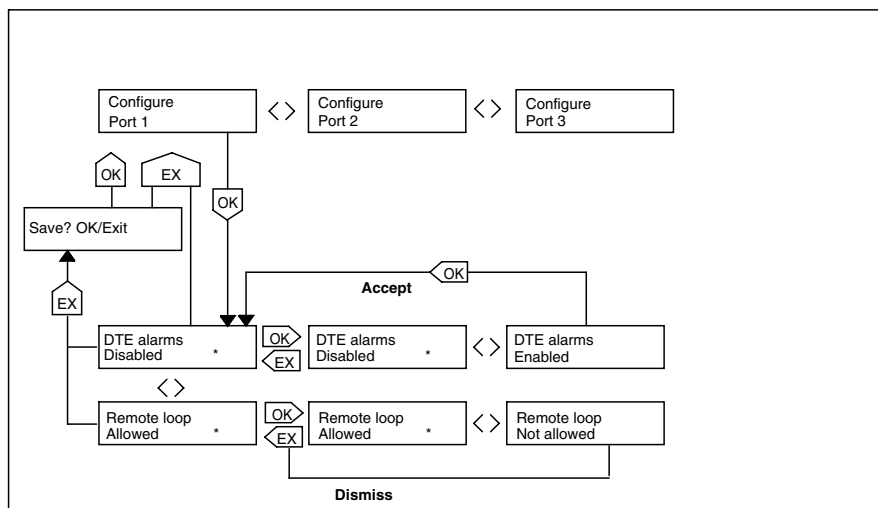 Configure
Port 1
< >
Configure
Port 2
< >
Configure
Port 3
OK
EX
OK
Save? OK/Exit
OK
Accept
EX
DTE alarms
Disabled *
OK
EX
DTE alarms
Disabled *
< >
DTE alarms
Enabled
< >
Remote loop
Allowed *
OK
EX
Remote loop
Allowed *
< >
Remote loop
Not allowed
Dismiss